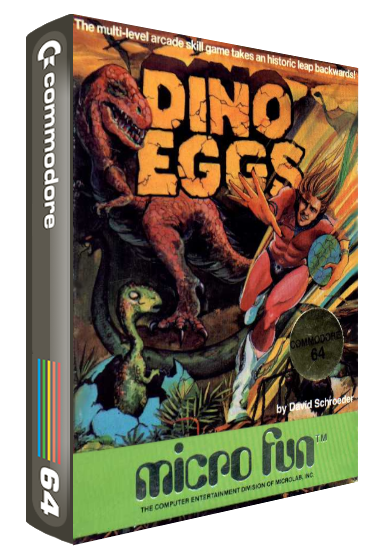 The multi-level arcade skill game takes an historic leap backwards!
DINO
EGGS
COMMODORE
64
by David Schroeder
micro fun™
THE COMPUTER ENTERTAINMENT DIVISION OF MICROLAB, INC.
commodore
64